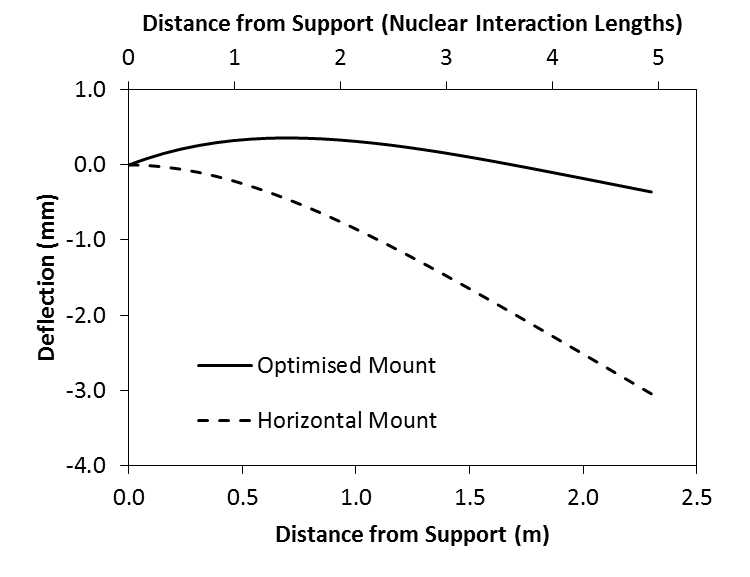 Distance from Support (Nuclear Interaction Lengths)
0 1 2 3 4 5
1.0
0.0
-1.0
-2.0
-3.0
-4.0
Deflection (mm)
Optimised Mount
Horizontal Mount
0.0 0.5 1.0 1.5 2.0 2.5
Distance from Support (m)